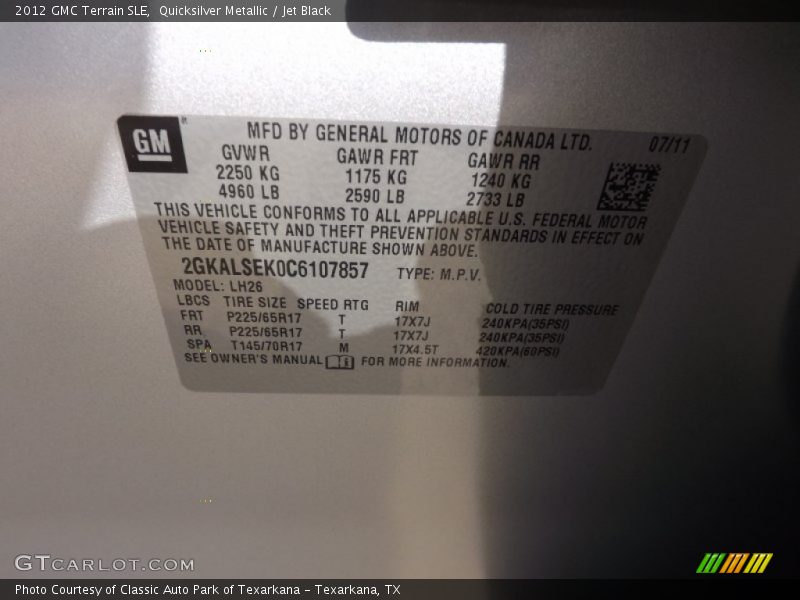 2012 GMC Terrain SLE, Quicksilver Metallic / Jet Black
GM
MFD BY GENERAL MOTORS OF CANADA LTD. 07/11
GVWR GAWR FRT GAWR RR
2250 KG 1175 KG 1240 KG
4960 LB 2590 LB 2733 LB
THIS VEHICLE CONFORMS TO ALL APPLICABLE U.S. FEDERAL MOTOR
VEHICLE SAFETY AND THEFT PREVENTION STANDARDS IN EFFECT ON
THE DATE OF MANUFACTURE SHOWN ABOVE.
2GKALSEK0C6107857 TYPE: M.P.V.
MODEL: LH26
LBCS TIRE SIZE SPEED RTG RIM COLD TIRE PRESSURE
FRT P225/65R17 T 17X7J 240KPA(35PSI)
RR P225/65R17 T 17X7J 240KPA(35PSI)
SPA T145/70R17 M 17X4.5T 420KPA(60PSI)
SEE OWNER'S MANUAL FOR MORE INFORMATION.
GTCARLOT.COM
Photo Courtesy of Classic Auto Park of Texarkana - Texarkana, TX